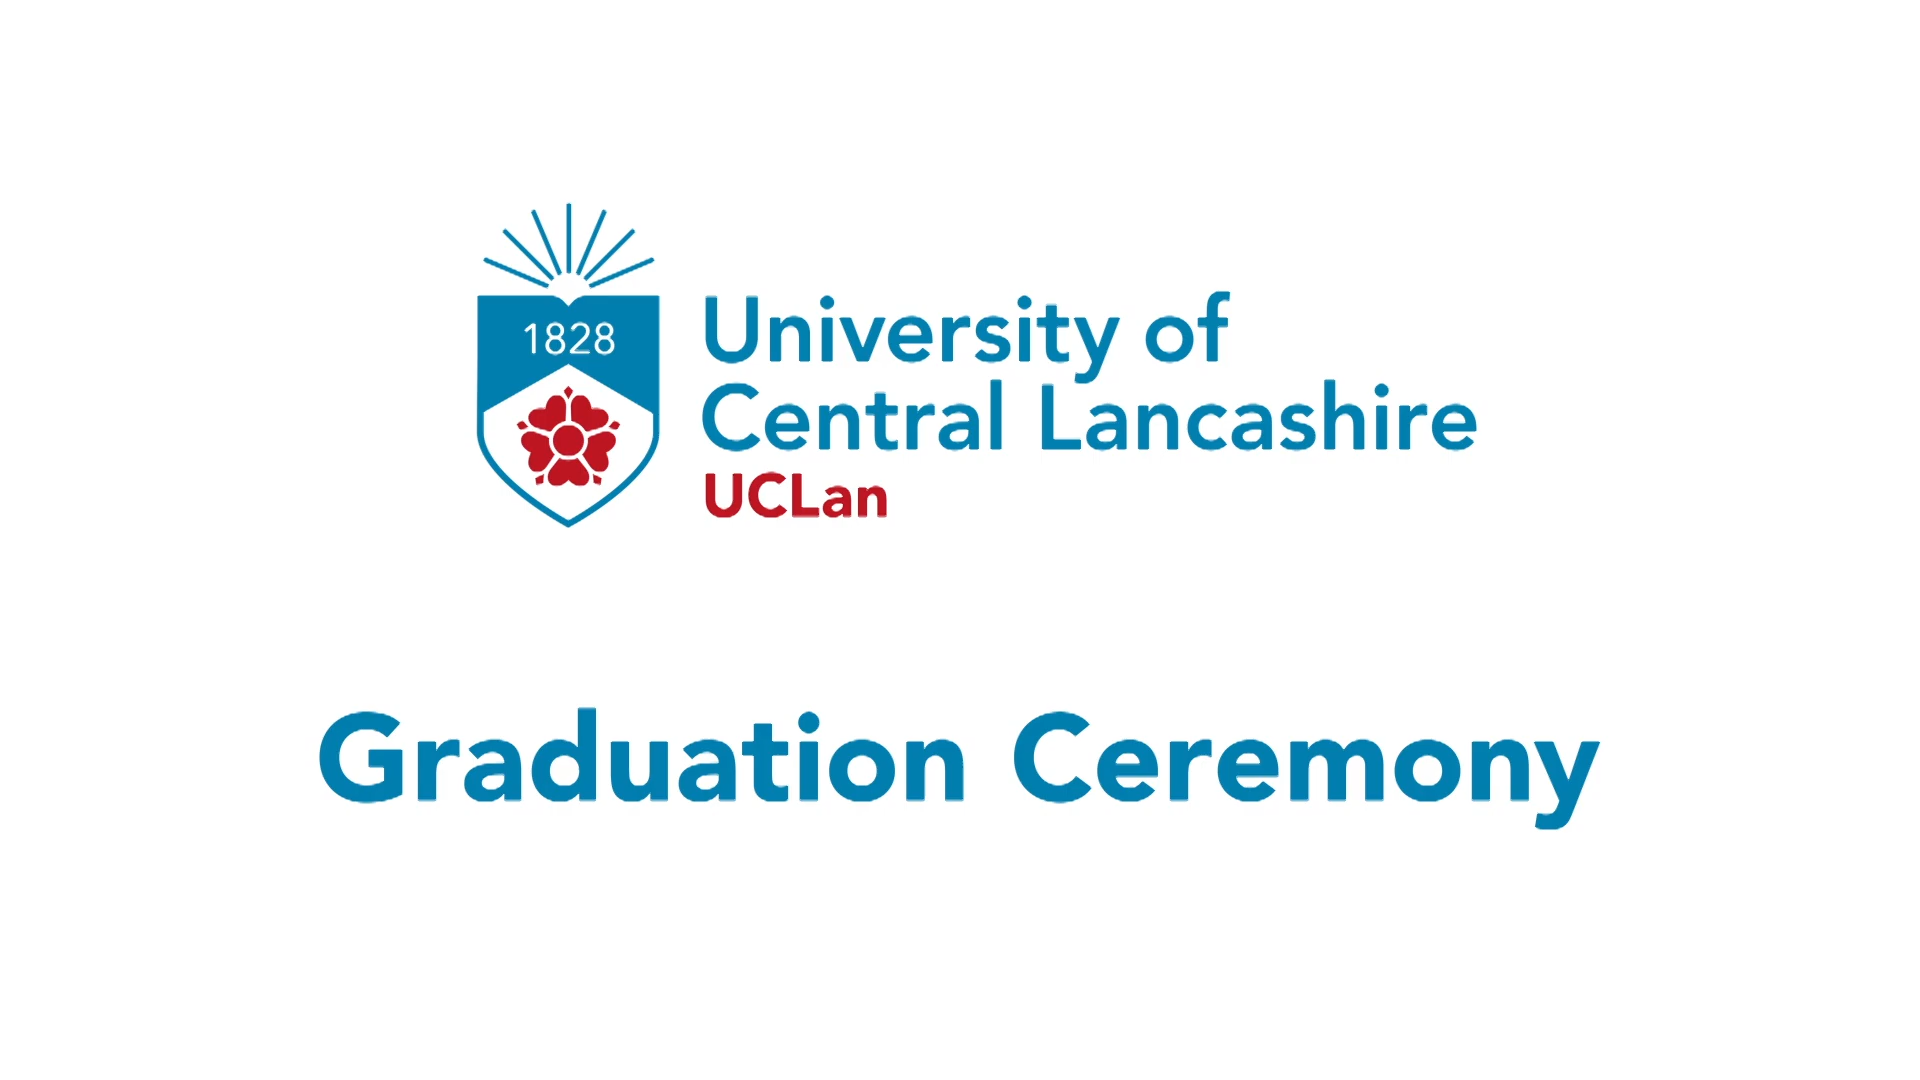 1828
University of
Central Lancashire
UCLan
Graduation Ceremony